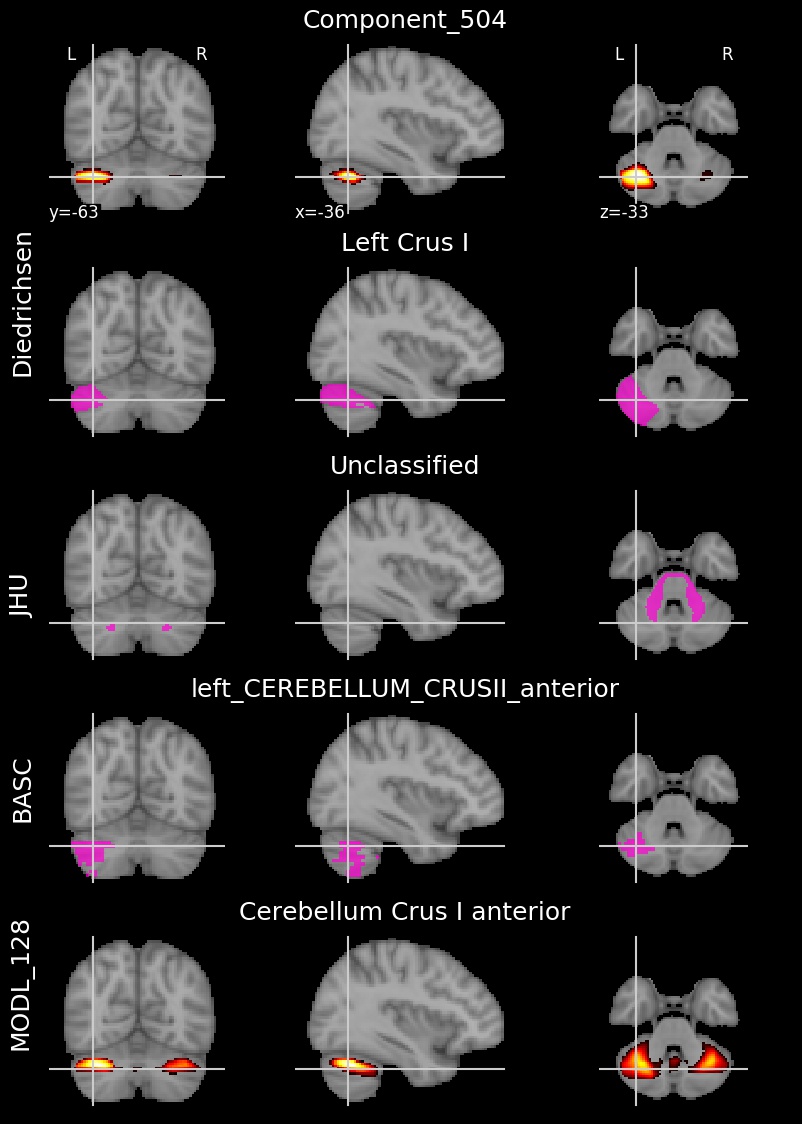 Component_504
L R L R
y=-63 x=-36 z=-33
Diedrichsen
Left Crus I
JHU
Unclassified
BASC
left_CEREBELLUM_CRUSII_anterior
MODL_128
Cerebellum Crus I anterior